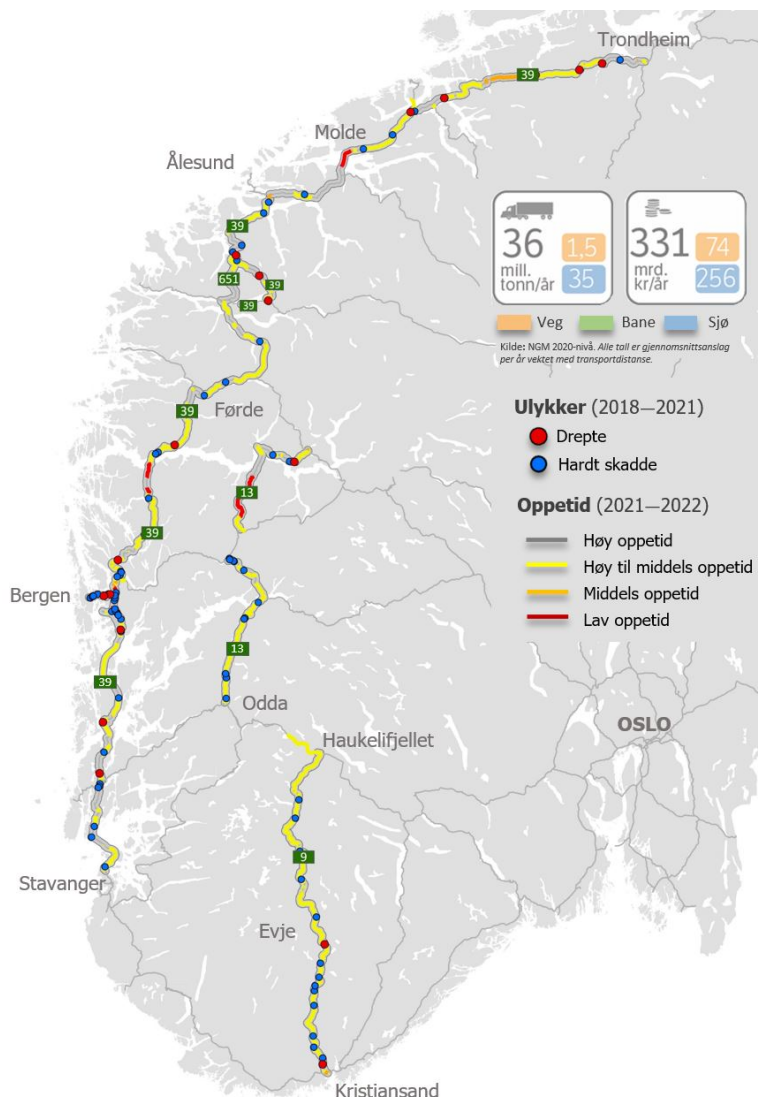 Trondheim
39
Molde
Ålesund
36
mill.
tonn/år
1,5
35
331
mrd.
kr/år
74
256
39
651
39
39
Veg
Bane
Sjø
Kilde: NGM 2020-nivå. Alle tall er gjennomsnittsanslag
per år vektet med transportdistanse.
39
Førde
Ulykker (2018—2021)
Drepte
Hardt skadde
13
Oppetid (2021—2022)
Høy oppetid
Høy til middels oppetid
Middels oppetid
Lav oppetid
39
Bergen
13
39
Odda
Haukelifjellet
OSLO
9
Stavanger
Evje
Kristiansand